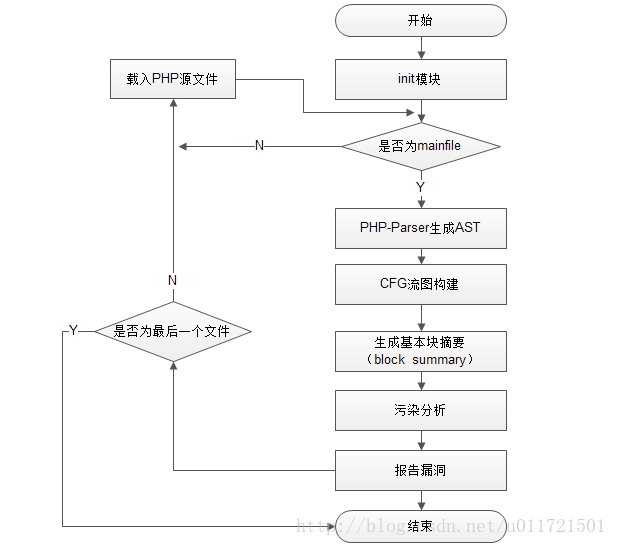 开始
载入PHP源文件
init模块
是否为mainfile
N
Y
PHP-Parser生成AST
CFG流图构建
N
是否为最后一个文件
Y
生成基本块摘要
（block summary）
污染分析
报告漏洞
结束
http://blog.csdn.net/u011721501